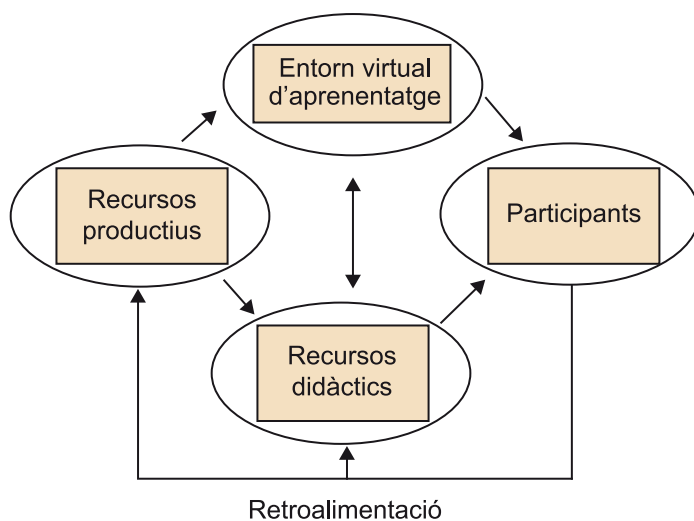 Entorn virtual
d'aprenentatge
Recursos
productius
Participants
Recursos
didàctics
Retroalimentació